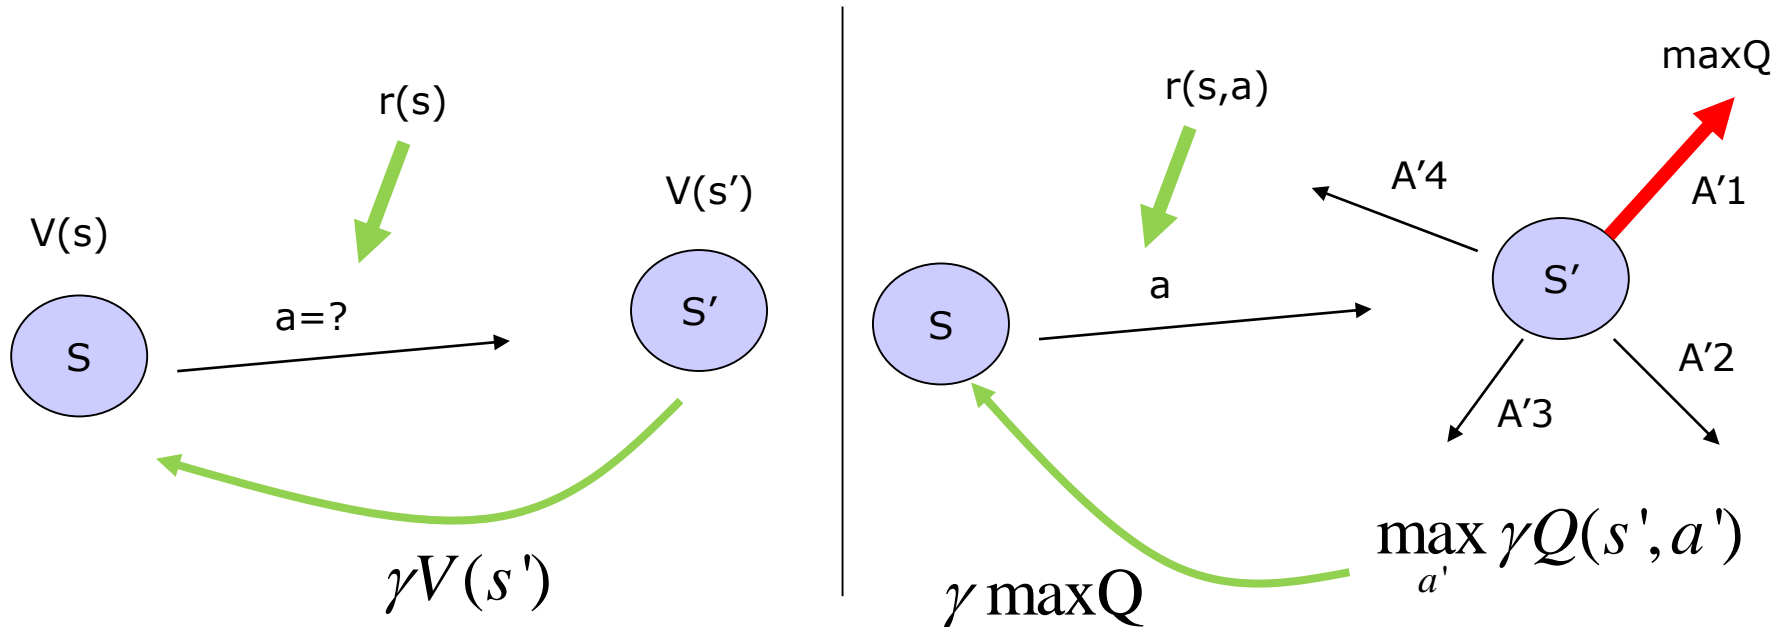 r(s)
V(s)
V(s′)
a=?
S
S′
γV(s')
maxQ
r(s,a)
A′4
A′1
S′
a
S
A′2
A′3
max γQ(s',a')
a'
γ maxQ